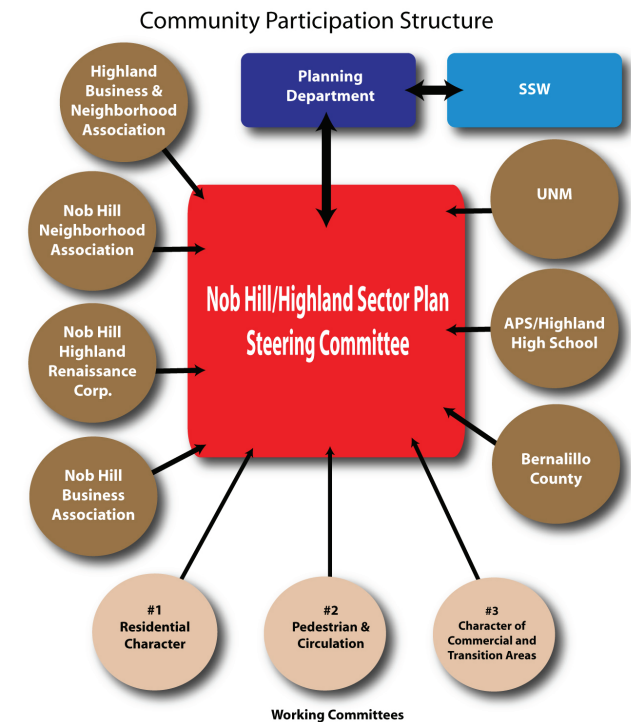 Community Participation Structure
Highland
Business &
Neighborhood
Association
Planning
Department
SSW
Nob Hill
Neighborhood
Association
UNM
Nob Hill/Highland Sector Plan
Steering Committee
Nob Hill
Highland
Renaissance
Corp.
APS/Highland
High School
Nob Hill
Business
Association
Bernalillo
County
#1
Residential
Character
#2
Pedestrian &
Circulation
#3
Character of
Commercial and
Transition Areas
Working Committees